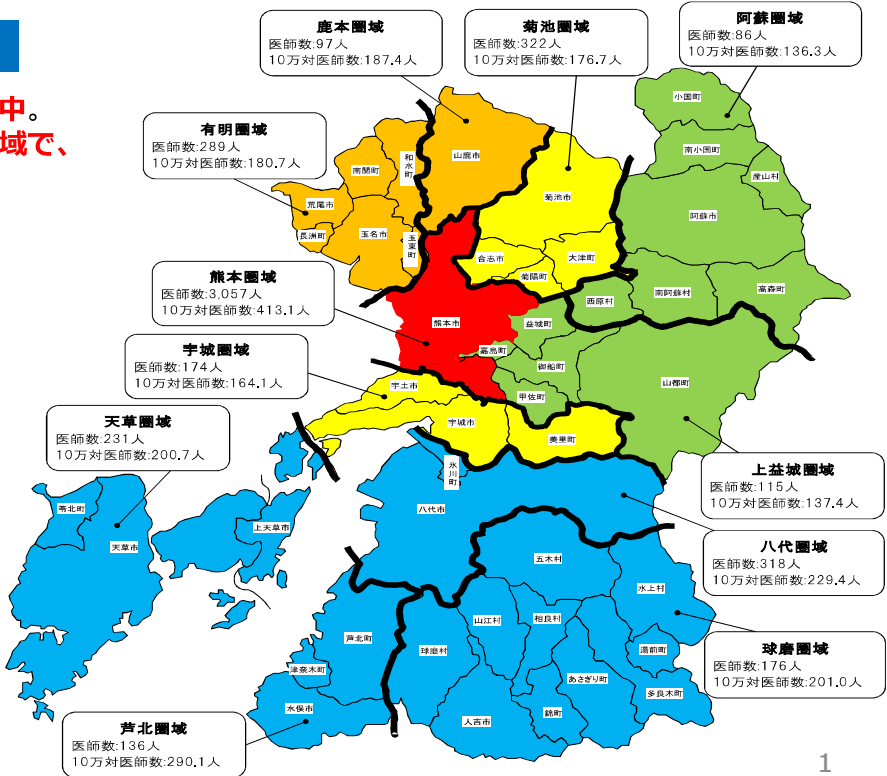 中。
域で、
鹿本圏域
医師数:97人
10万対医師数:187.4人
菊池圏域
医師数:322人
10万対医師数:176.7人
阿蘇圏域
医師数:86人
10万対医師数:136.3人
有明圏域
医師数:289人
10万対医師数:180.7人
熊本圏域
医師数:3,057人
10万対医師数:413.1人
宇城圏域
医師数:174人
10万対医師数:164.1人
天草圏域
医師数:231人
10万対医師数:200.7人
上益城圏域
医師数:115人
10万対医師数:137.4人
八代圏域
医師数:318人
10万対医師数:229.4人
球磨圏域
医師数:176人
10万対医師数:201.0人
芦北圏域
医師数:136人
10万対医師数:290.1人
小国町
南小国町
産山村
阿蘇市
高森町
南阿蘇村
西原村
山鹿市
和水町
南関町
荒尾市
長洲町
玉名市
玉東町
菊池市
合志市
菊陽町
大津町
熊本市
益城町
嘉島町
御船町
甲佐町
山都町
宇土市
宇城市
美里町
氷川町
八代市
上天草市
苓北町
天草市
五木村
水上村
山江村
相良村
湯前町
球磨村
あさぎり町
多良木町
錦町
人吉市
芦北町
津奈木町
水俣市
1